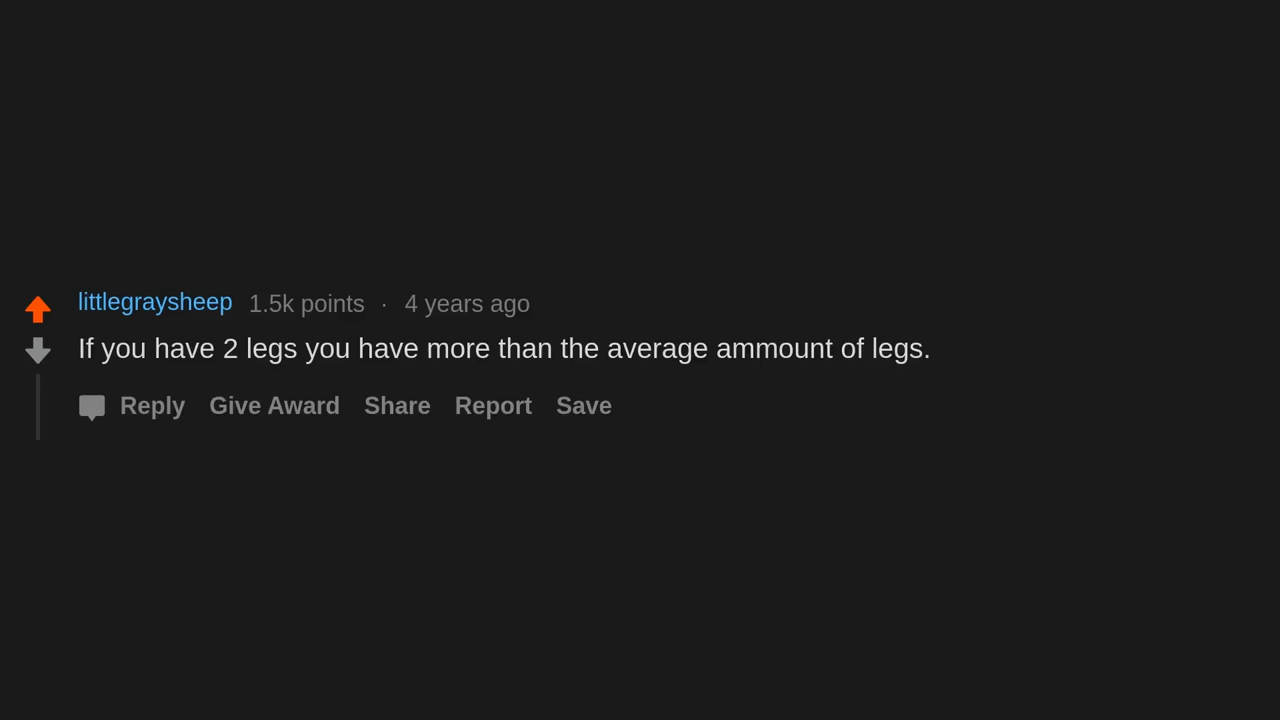 littlegraysheep 1.5k points · 4 years ago
If you have 2 legs you have more than the average ammount of legs.
Reply Give Award Share Report Save